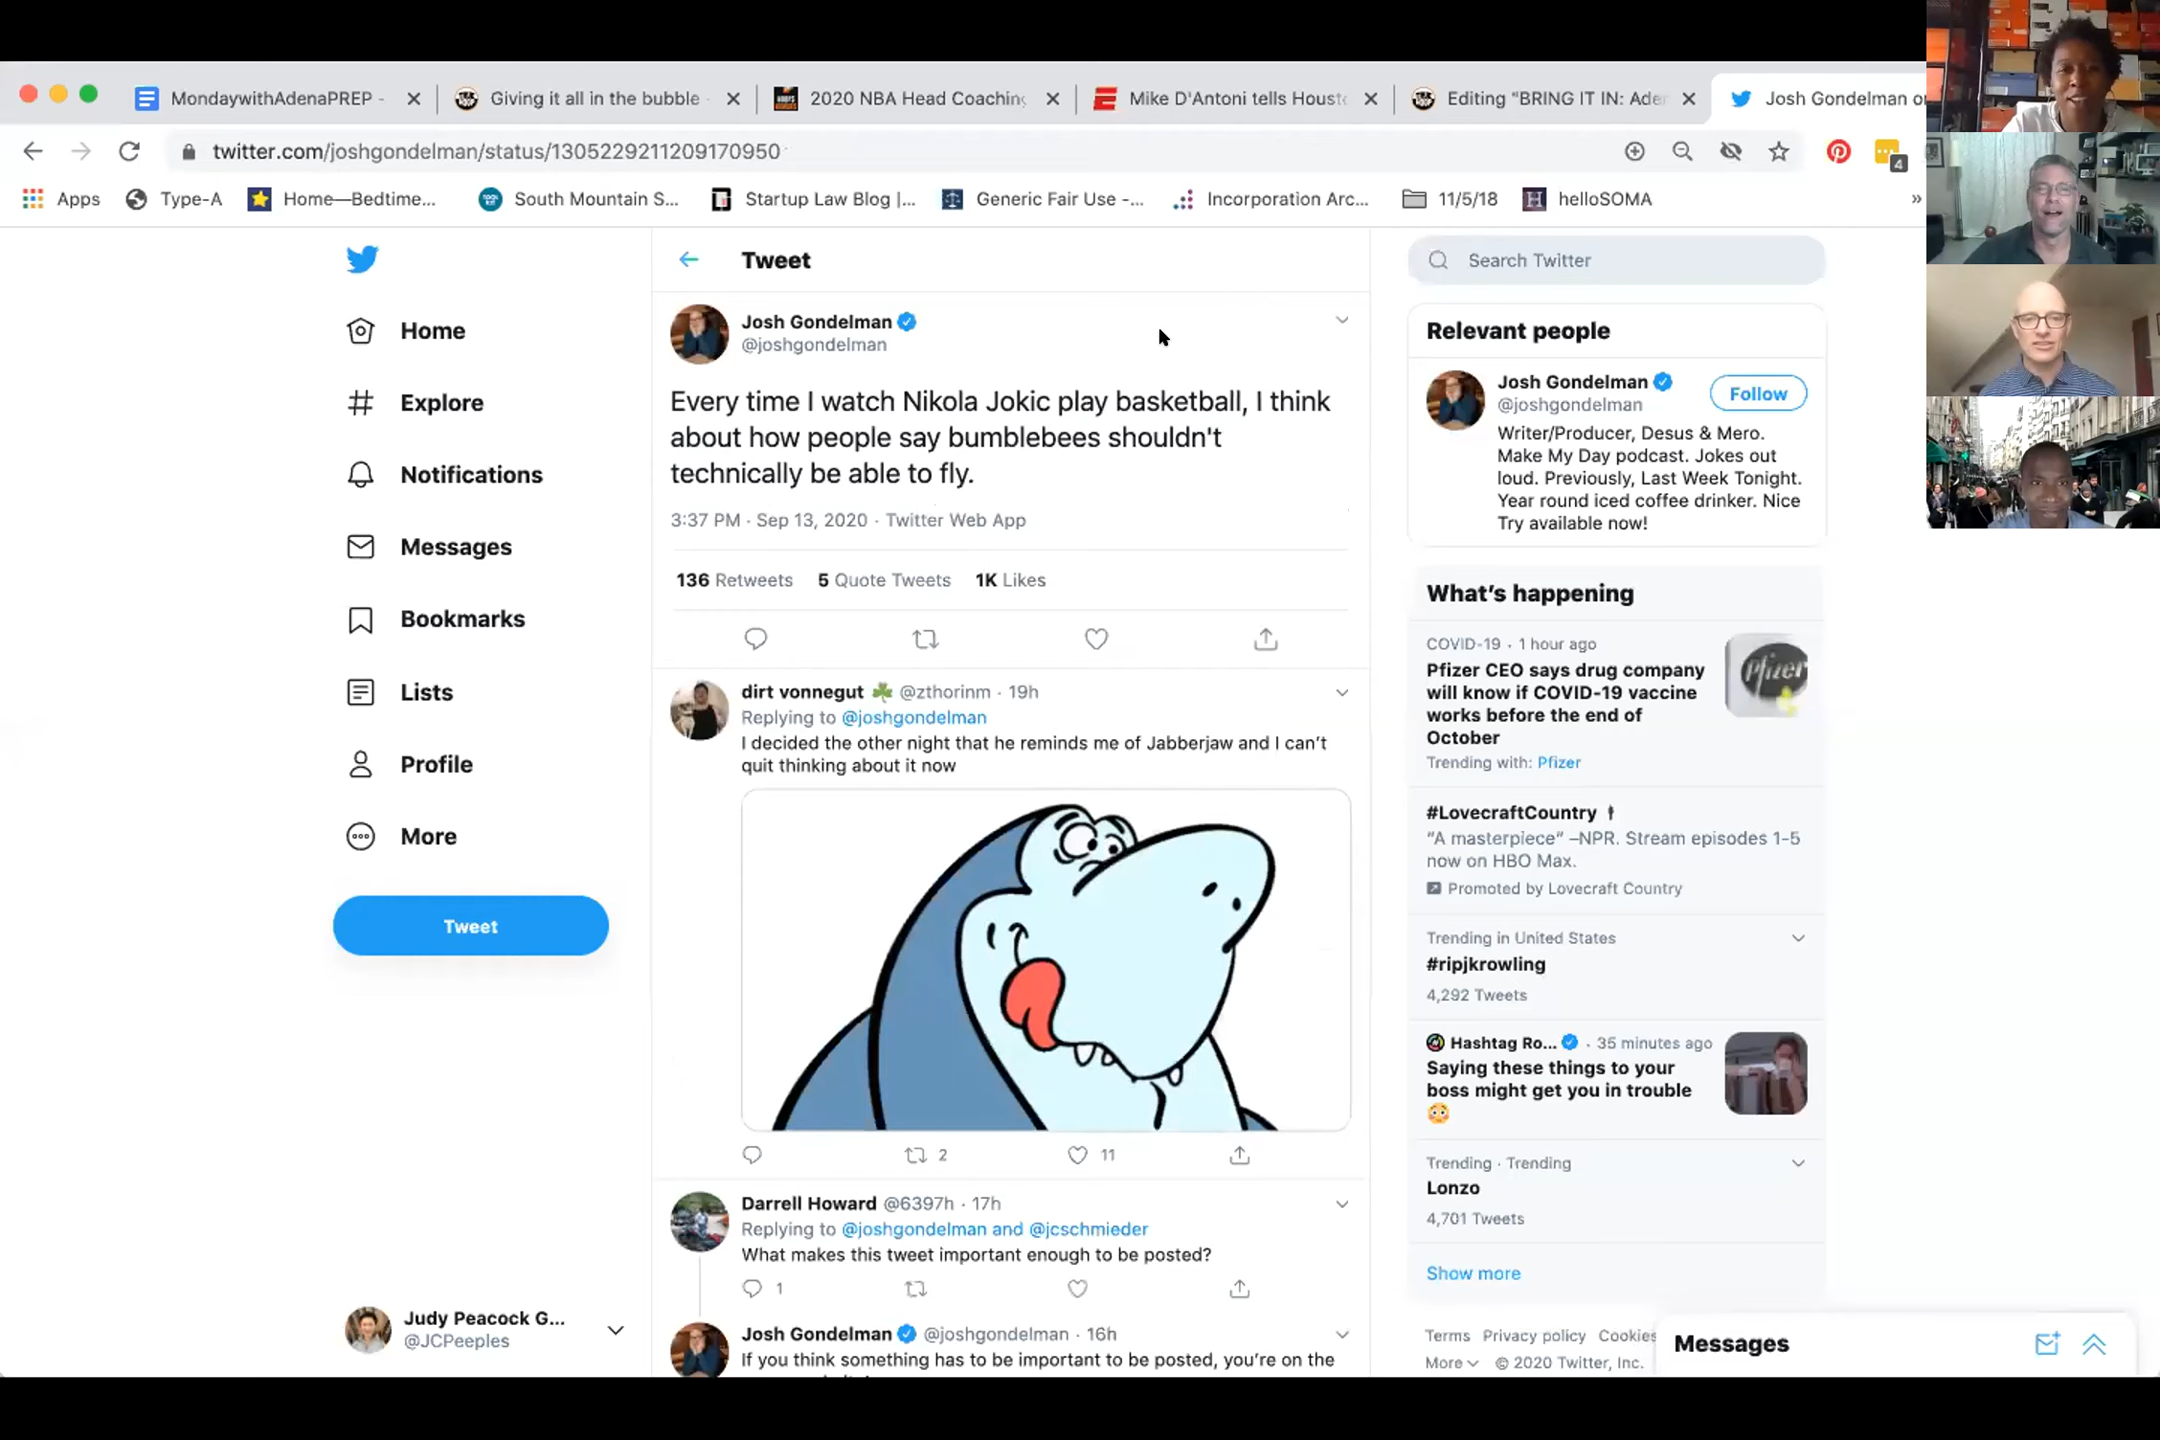 MondaywithAdenaPREP -
Giving it all in the bubble
2020 NBA Head Coaching
Mike D'Antoni tells Houst
Editing “BRING IT IN: Ade
Josh Gondelman o
twitter.com/joshgondelman/status/1305229211209170950
4
Apps
Type-A
Home—Bedtime...
South Mountain S...
Startup Law Blog |...
Generic Fair Use -...
Incorporation Arc...
11/5/18
helloSOMA
»
Home
Explore
Notifications
Messages
Bookmarks
Lists
Profile
More
Tweet
Judy Peacock G...
@JCPeeples
Tweet
Josh Gondelman
@joshgondelman
Every time I watch Nikola Jokic play basketball, I think
about how people say bumblebees shouldn't
technically be able to fly.
3:37 PM · Sep 13, 2020 · Twitter Web App
136 Retweets 5 Quote Tweets 1K Likes
dirt vonnegut ☘️ @zthorinm · 19h
Replying to @joshgondelman
I decided the other night that he reminds me of Jabberjaw and I can’t
quit thinking about it now
2
11
Darrell Howard @6397h · 17h
Replying to @joshgondelman and @jcschmieder
What makes this tweet important enough to be posted?
1
Josh Gondelman @joshgondelman · 16h
If you think something has to be important to be posted, you’re on the
Search Twitter
Relevant people
Josh Gondelman
@joshgondelman
Follow
Writer/Producer, Desus & Mero.
Make My Day podcast. Jokes out
loud. Previously, Last Week Tonight.
Year round iced coffee drinker. Nice
Try available now!
What’s happening
COVID-19 · 1 hour ago
Pfizer CEO says drug company
will know if COVID-19 vaccine
works before the end of
October
Trending with: Pfizer
Pfizer
#LovecraftCountry
“A masterpiece” –NPR. Stream episodes 1-5
now on HBO Max.
Promoted by Lovecraft Country
Trending in United States
#ripjkrowling
4,292 Tweets
Hashtag Ro... · 35 minutes ago
Saying these things to your
boss might get you in trouble
😳
Trending · Trending
Lonzo
4,701 Tweets
Show more
Terms Privacy policy Cookies
More © 2020 Twitter, Inc.
Messages